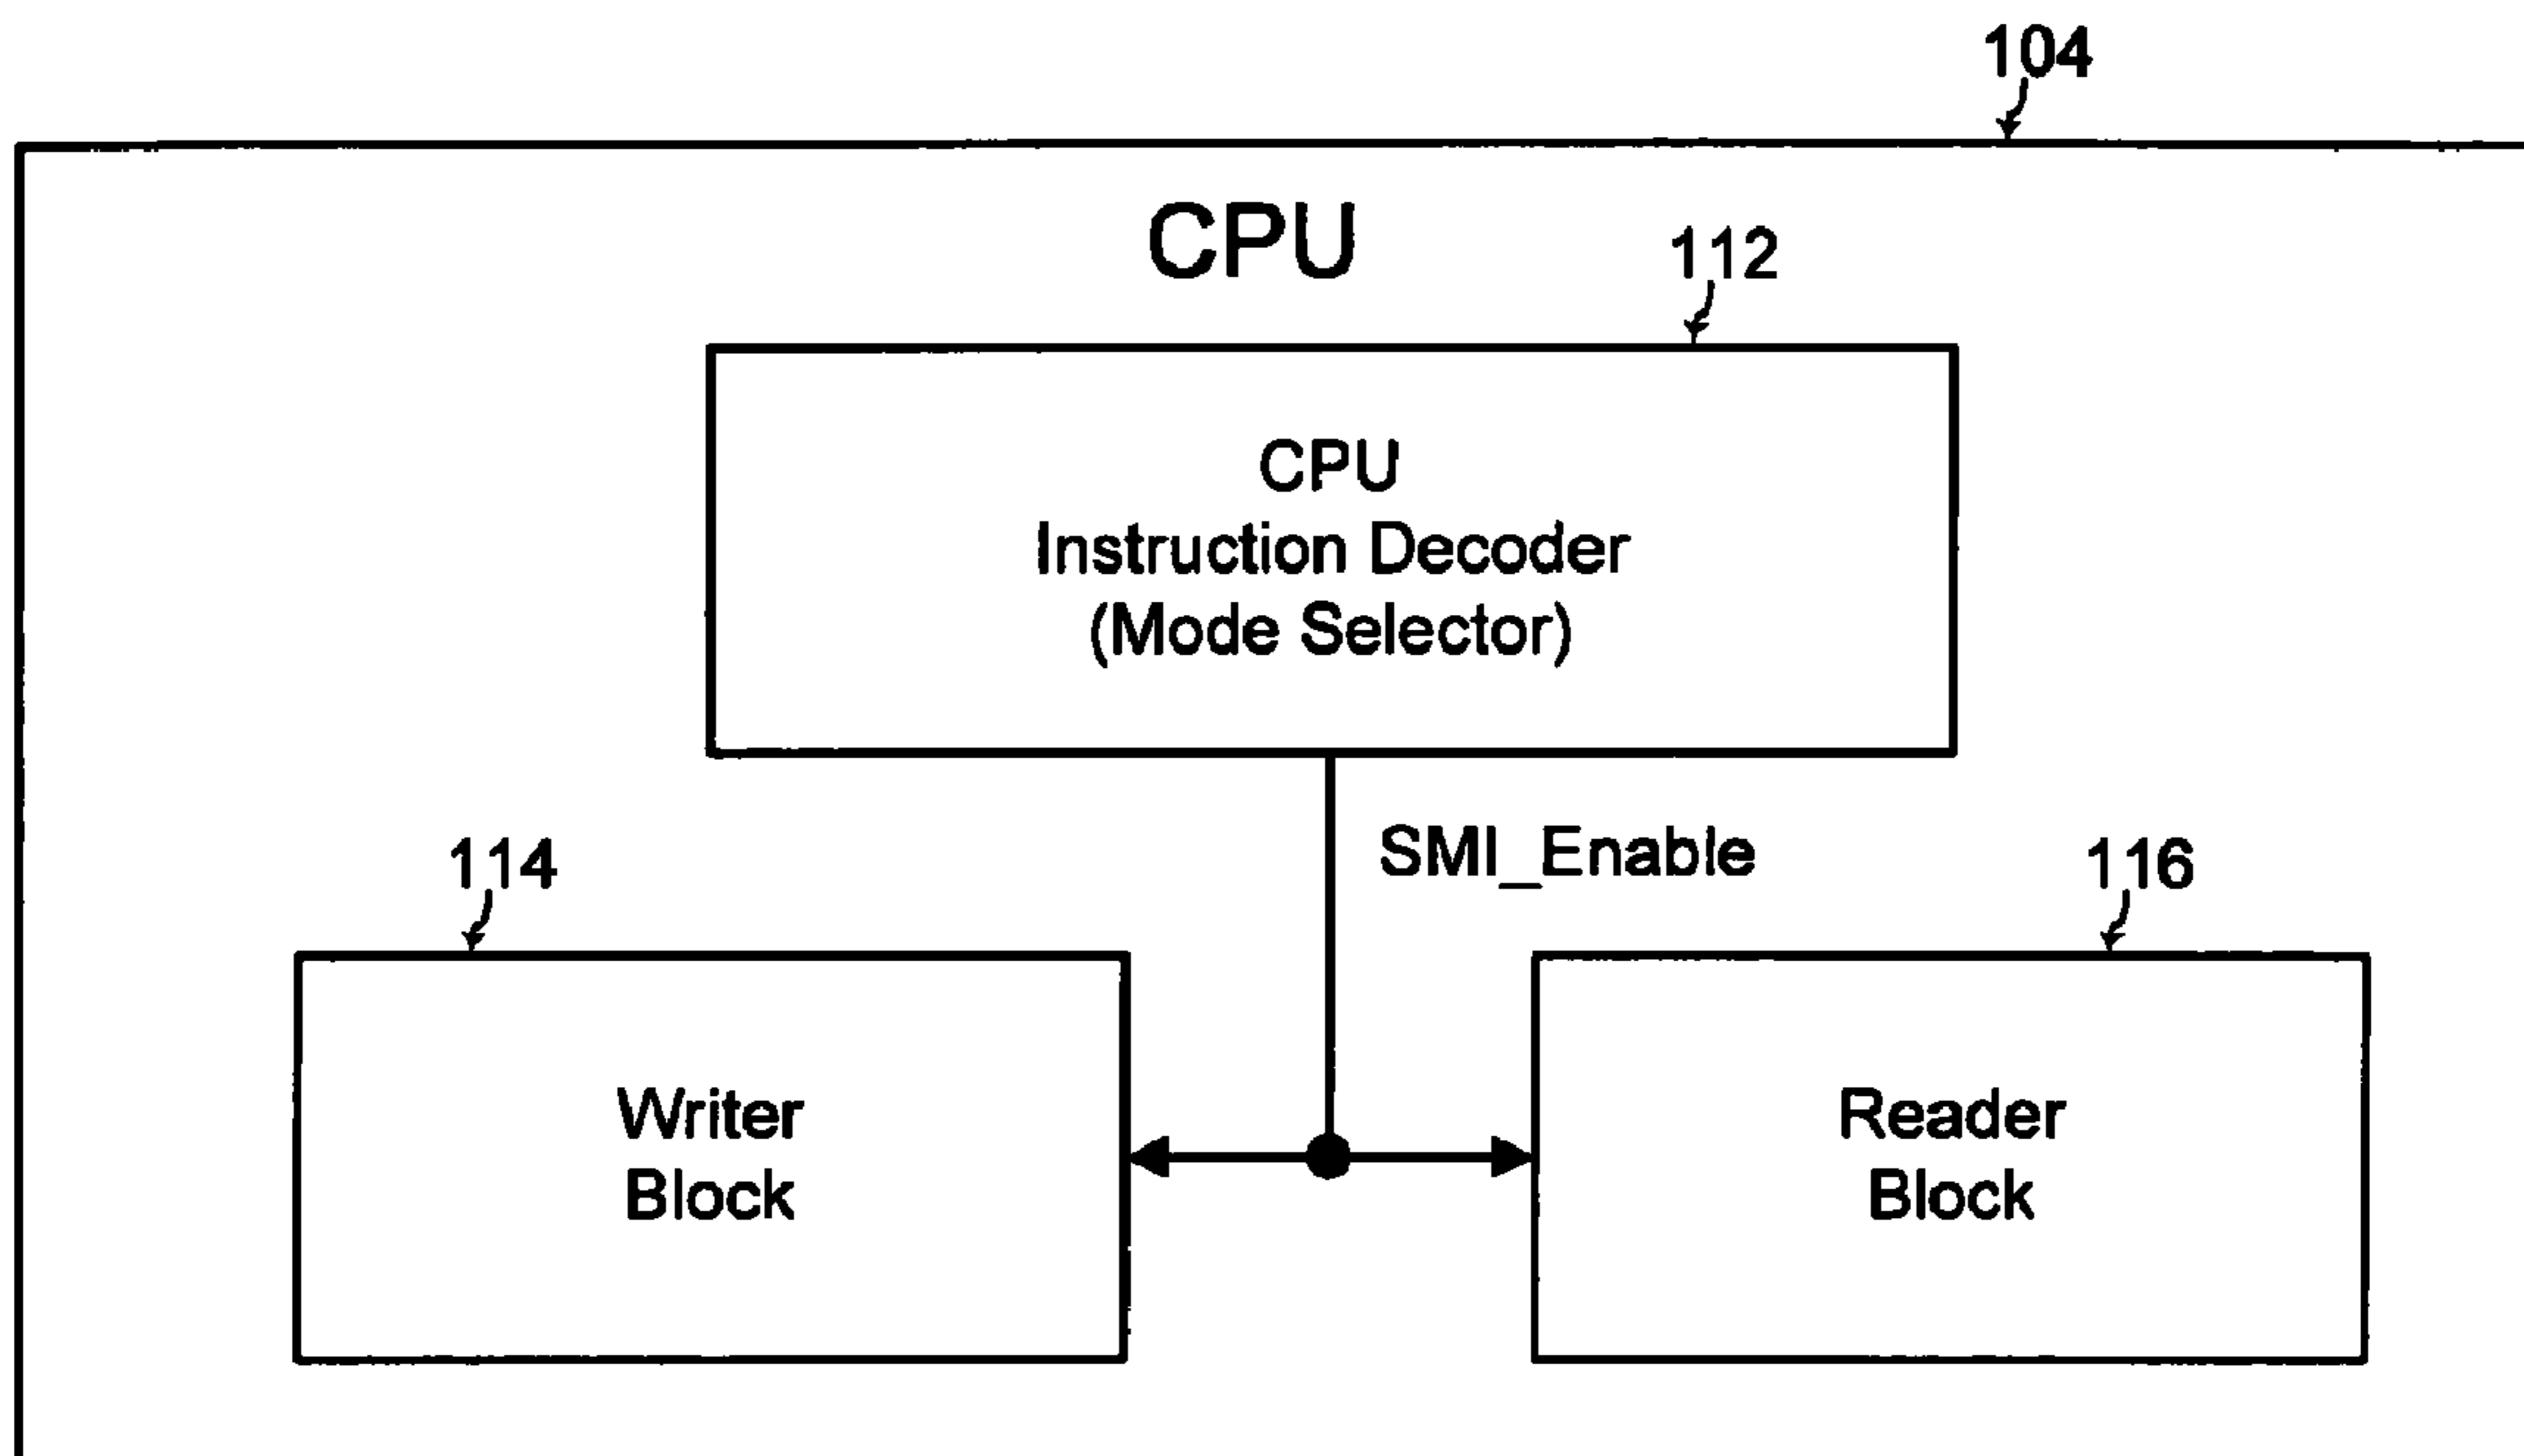 104
CPU
112
CPU
Instruction Decoder
(Mode Selector)
SMI_Enable
114
116
Writer
Block
Reader
Block